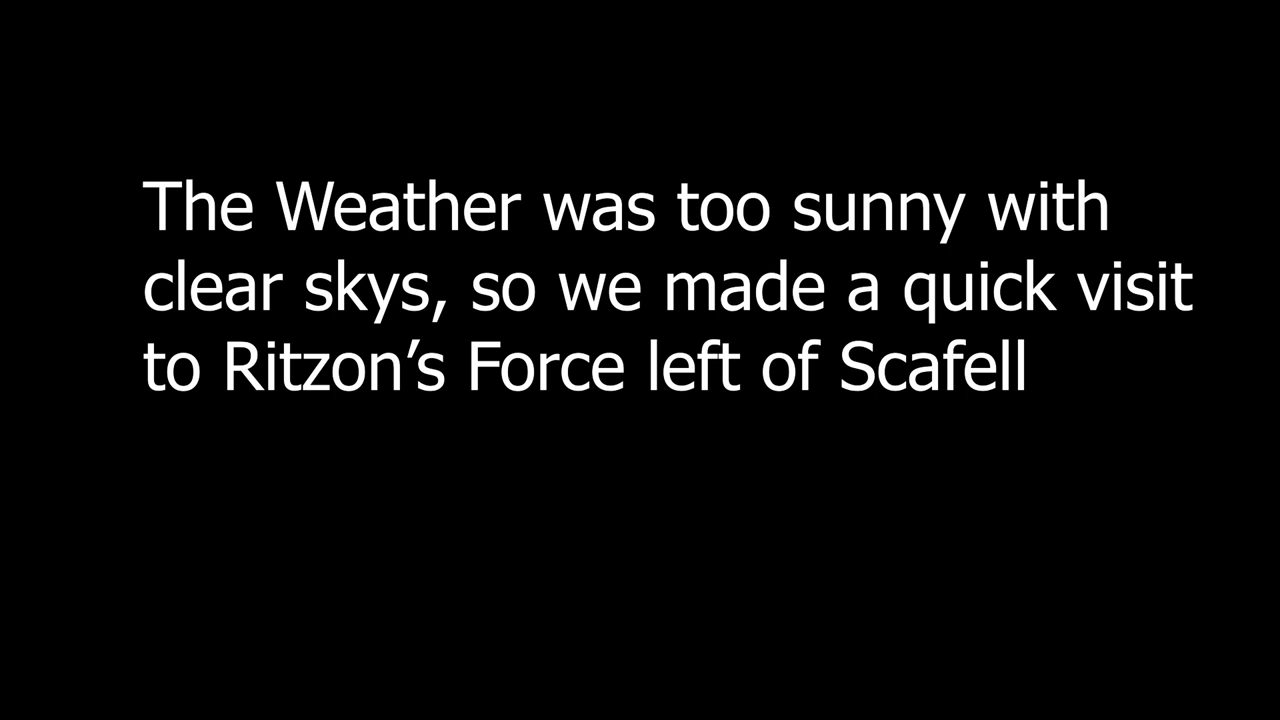 The Weather was too sunny with
clear skys, so we made a quick visit
to Ritzon’s Force left of Scafell